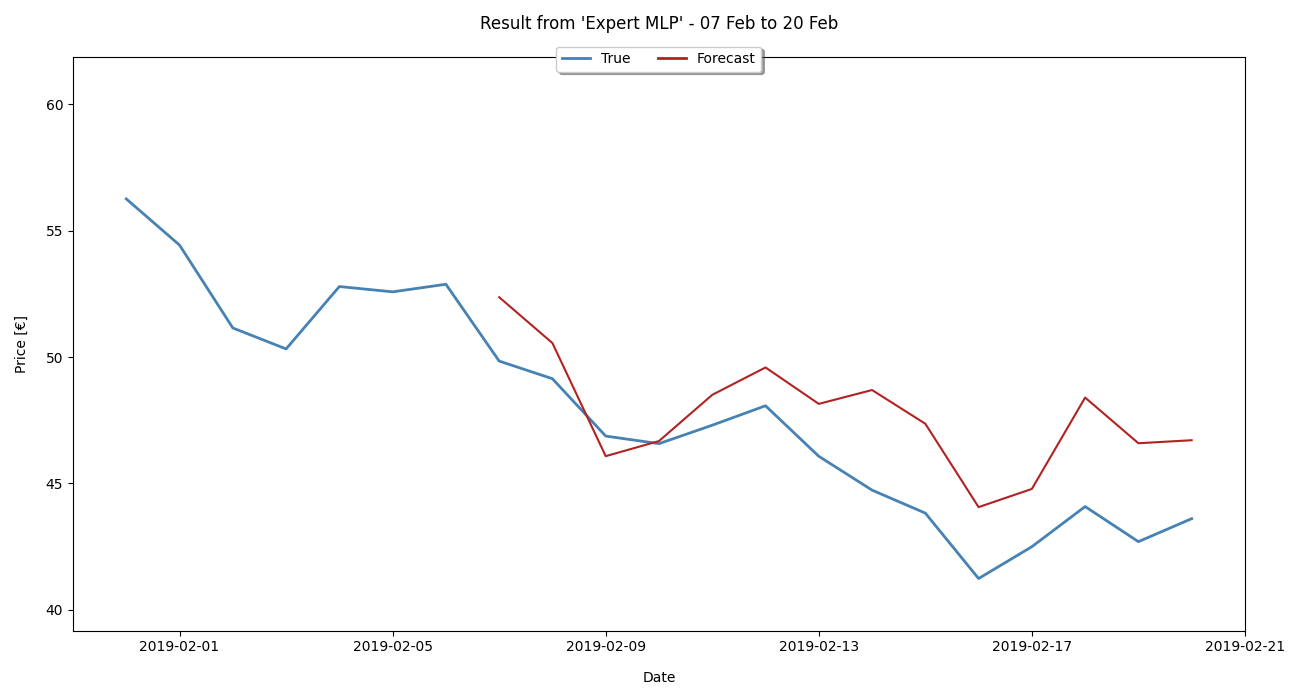 Result from 'Expert MLP' - 07 Feb to 20 Feb
True Forecast
60
55
50
45
40
Price [€]
2019-02-01 2019-02-05 2019-02-09 2019-02-13 2019-02-17 2019-02-21
Date